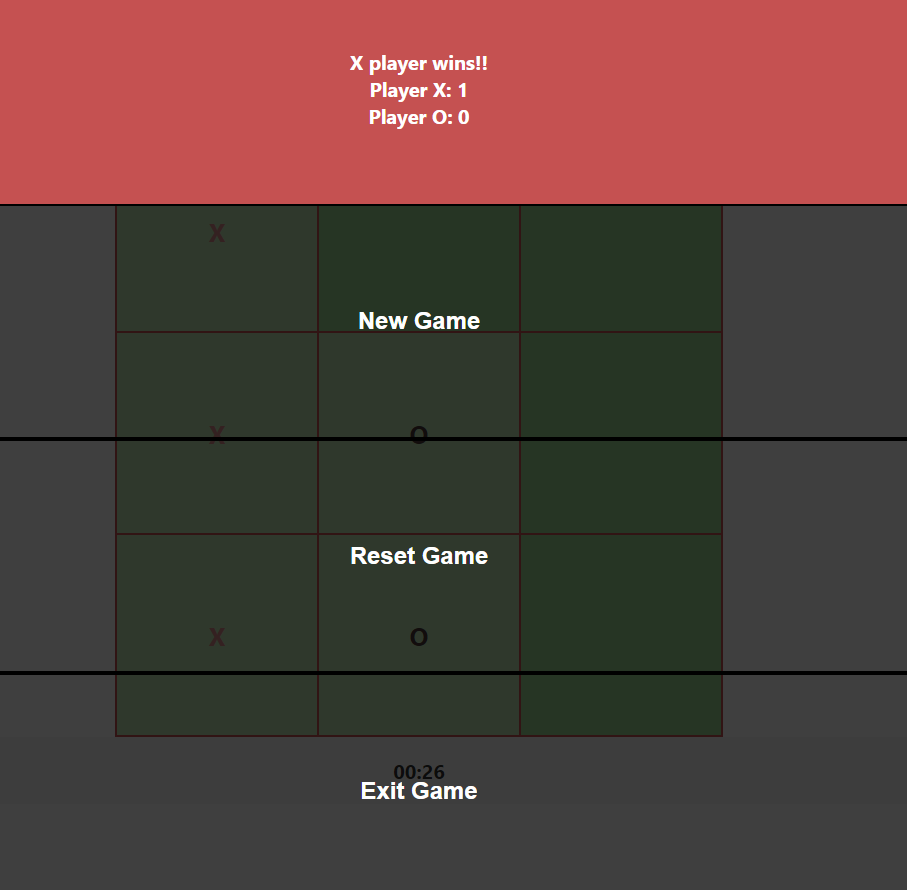 X player wins!!
Player X: 1
Player O: 0
X
New Game
X O
Reset Game
X O
00:26
Exit Game